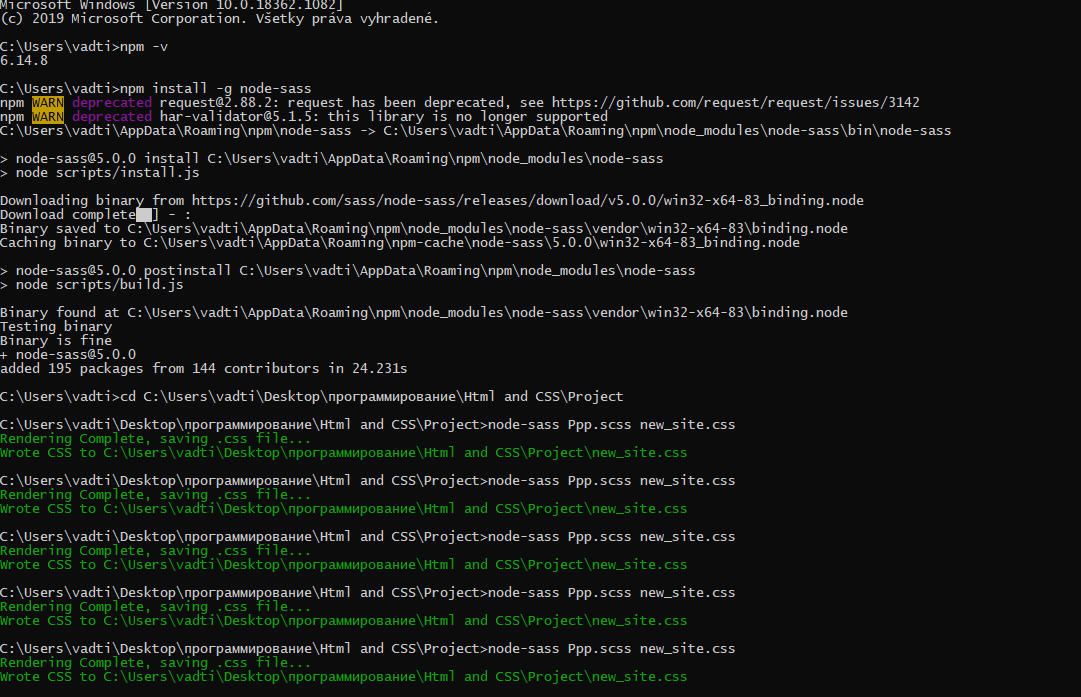 Microsoft Windows [Version 10.0.18362.1082]
(c) 2019 Microsoft Corporation. Všetky práva vyhradené.
C:\Users\vadti>npm -v
6.14.8
C:\Users\vadti>npm install -g node-sass
npm WARN deprecated request@2.88.2: request has been deprecated, see https://github.com/request/request/issues/3142
npm WARN deprecated har-validator@5.1.5: this library is no longer supported
C:\Users\vadti\AppData\Roaming\npm\node-sass -> C:\Users\vadti\AppData\Roaming\npm\node_modules\node-sass\bin\node-sass
> node-sass@5.0.0 install C:\Users\vadti\AppData\Roaming\npm\node_modules\node-sass
> node scripts/install.js
Downloading binary from https://github.com/sass/node-sass/releases/download/v5.0.0/win32-x64-83_binding.node
Download complete  ] - :
Binary saved to C:\Users\vadti\AppData\Roaming\npm\node_modules\node-sass\vendor\win32-x64-83\binding.node
Caching binary to C:\Users\vadti\AppData\Roaming\npm-cache\node-sass\5.0.0\win32-x64-83_binding.node
> node-sass@5.0.0 postinstall C:\Users\vadti\AppData\Roaming\npm\node_modules\node-sass
> node scripts/build.js
Binary found at C:\Users\vadti\AppData\Roaming\npm\node_modules\node-sass\vendor\win32-x64-83\binding.node
Testing binary
Binary is fine
+ node-sass@5.0.0
added 195 packages from 144 contributors in 24.231s
C:\Users\vadti>cd C:\Users\vadti\Desktop\программирование\Html and CSS\Project
C:\Users\vadti\Desktop\программирование\Html and CSS\Project>node-sass Ppp.scss new_site.css
Rendering Complete, saving .css file...
Wrote CSS to C:\Users\vadti\Desktop\программирование\Html and CSS\Project\new_site.css
C:\Users\vadti\Desktop\программирование\Html and CSS\Project>node-sass Ppp.scss new_site.css
Rendering Complete, saving .css file...
Wrote CSS to C:\Users\vadti\Desktop\программирование\Html and CSS\Project\new_site.css
C:\Users\vadti\Desktop\программирование\Html and CSS\Project>node-sass Ppp.scss new_site.css
Rendering Complete, saving .css file...
Wrote CSS to C:\Users\vadti\Desktop\программирование\Html and CSS\Project\new_site.css
C:\Users\vadti\Desktop\программирование\Html and CSS\Project>node-sass Ppp.scss new_site.css
Rendering Complete, saving .css file...
Wrote CSS to C:\Users\vadti\Desktop\программирование\Html and CSS\Project\new_site.css
C:\Users\vadti\Desktop\программирование\Html and CSS\Project>node-sass Ppp.scss new_site.css
Rendering Complete, saving .css file...
Wrote CSS to C:\Users\vadti\Desktop\программирование\Html and CSS\Project\new_site.css